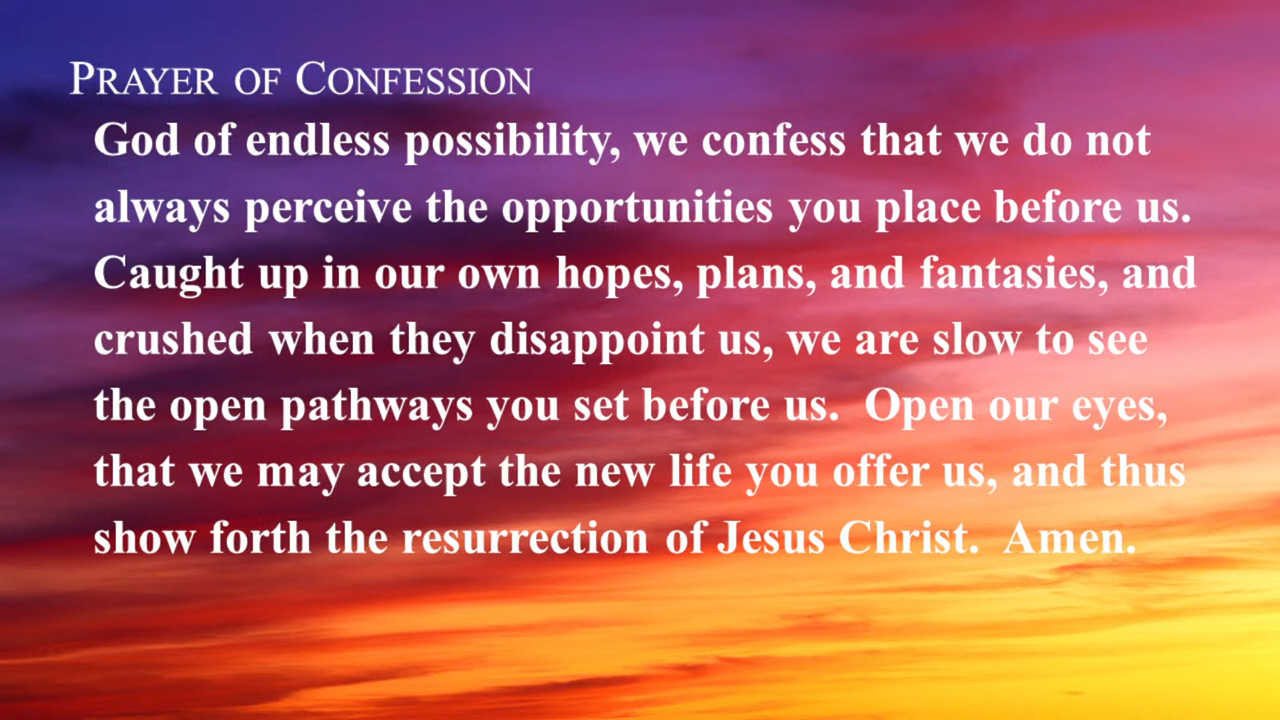 PRAYER OF CONFESSION
God of endless possibility, we confess that we do not
always perceive the opportunities you place before us.
Caught up in our own hopes, plans, and fantasies, and
crushed when they disappoint us, we are slow to see
the open pathways you set before us.  Open our eyes,
that we may accept the new life you offer us, and thus
show forth the resurrection of Jesus Christ.  Amen.